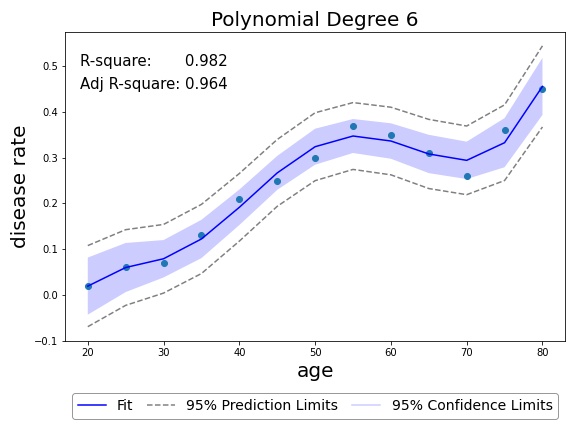 Polynomial Degree 6
R-square: 0.982
Adj R-square: 0.964
disease rate
0.5
0.4
0.3
0.2
0.1
0.0
−0.1
20 30 40 50 60 70 80
age
Fit 95% Prediction Limits 95% Confidence Limits